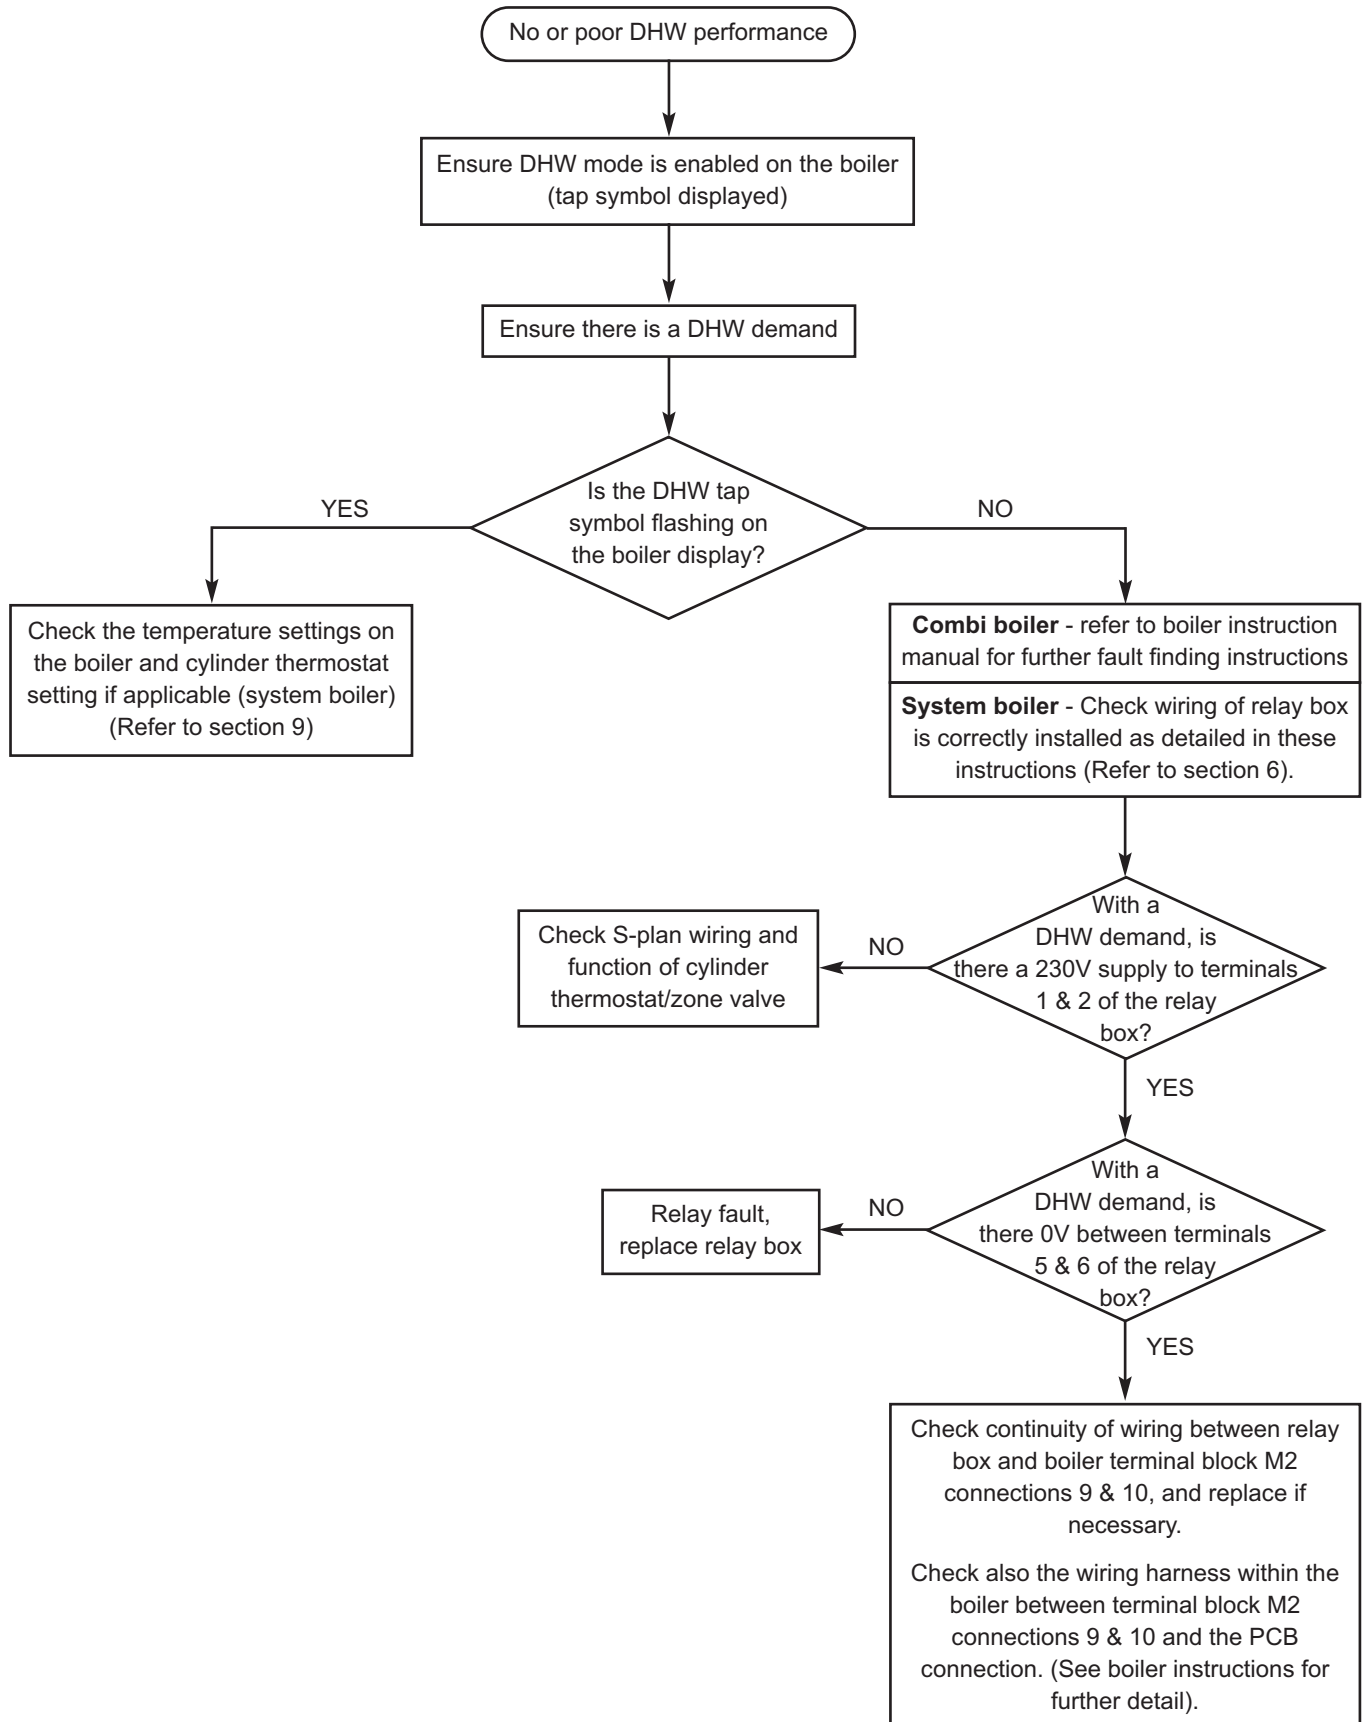 No or poor DHW performance
Ensure DHW mode is enabled on the boiler
(tap symbol displayed)
Ensure there is a DHW demand
Is the DHW tap
symbol flashing on
the boiler display?
YES
NO
Check the temperature settings on
the boiler and cylinder thermostat
setting if applicable (system boiler)
(Refer to section 9)
Combi boiler - refer to boiler instruction
manual for further fault finding instructions
System boiler - Check wiring of relay box
is correctly installed as detailed in these
instructions (Refer to section 6).
With a
DHW demand, is
there a 230V supply to terminals
1 & 2 of the relay
box?
NO
Check S-plan wiring and
function of cylinder
thermostat/zone valve
YES
With a
DHW demand, is
there 0V between terminals
5 & 6 of the relay
box?
NO
Relay fault,
replace relay box
YES
Check continuity of wiring between relay
box and boiler terminal block M2
connections 9 & 10, and replace if
necessary.
Check also the wiring harness within the
boiler between terminal block M2
connections 9 & 10 and the PCB
connection. (See boiler instructions for
further detail).